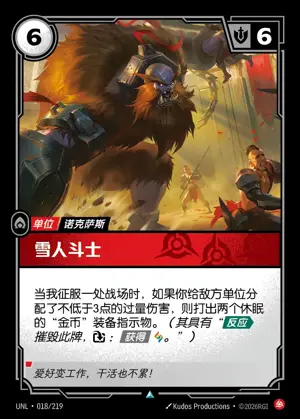 6
6
单位 诺克萨斯
雪人斗士
当我征服一处战场时，如果你给敌方单位分
配了不低于3点的过量伤害，则打出两个休眠
的“金币”装备指示物。（其具有“反应
摧毁此牌，：获得 。”）
爱好变工作，干活也不累！
UNL · 018/219
Kudos Productions ©2026RGI